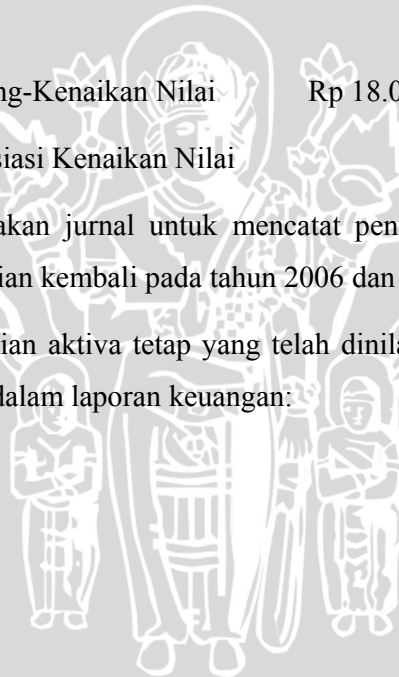 ng-Kenaikan Nilai Rp 18.0
siasi Kenaikan Nilai
akan jurnal untuk mencatat pen
ian kembali pada tahun 2006 dan
ian aktiva tetap yang telah dinila
dalam laporan keuangan: